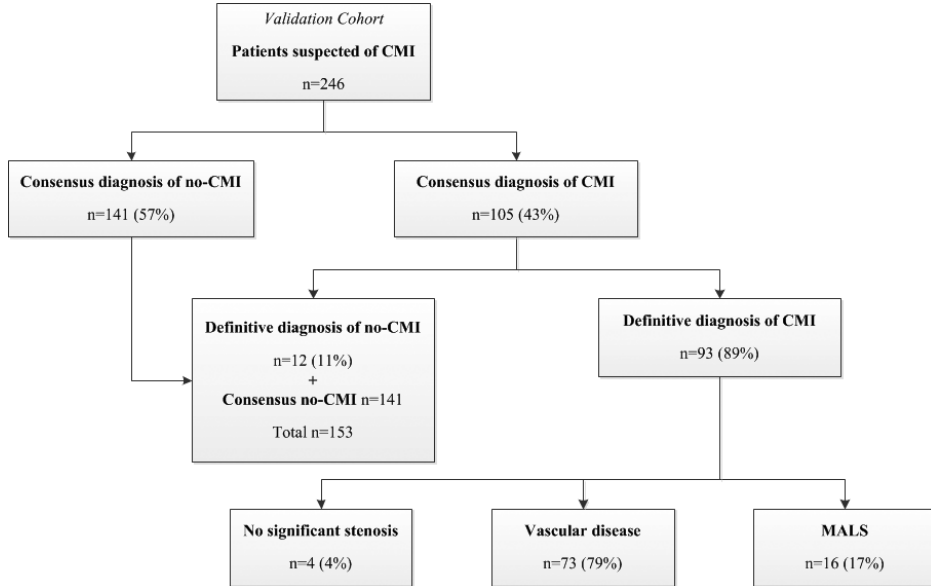 Validation Cohort
Patients suspected of CMI
n=246
Consensus diagnosis of no-CMI
n=141 (57%)
Consensus diagnosis of CMI
n=105 (43%)
Definitive diagnosis of no-CMI
n=12 (11%)
+
Consensus no-CMI n=141
Total n=153
Definitive diagnosis of CMI
n=93 (89%)
No significant stenosis
n=4 (4%)
Vascular disease
n=73 (79%)
MALS
n=16 (17%)